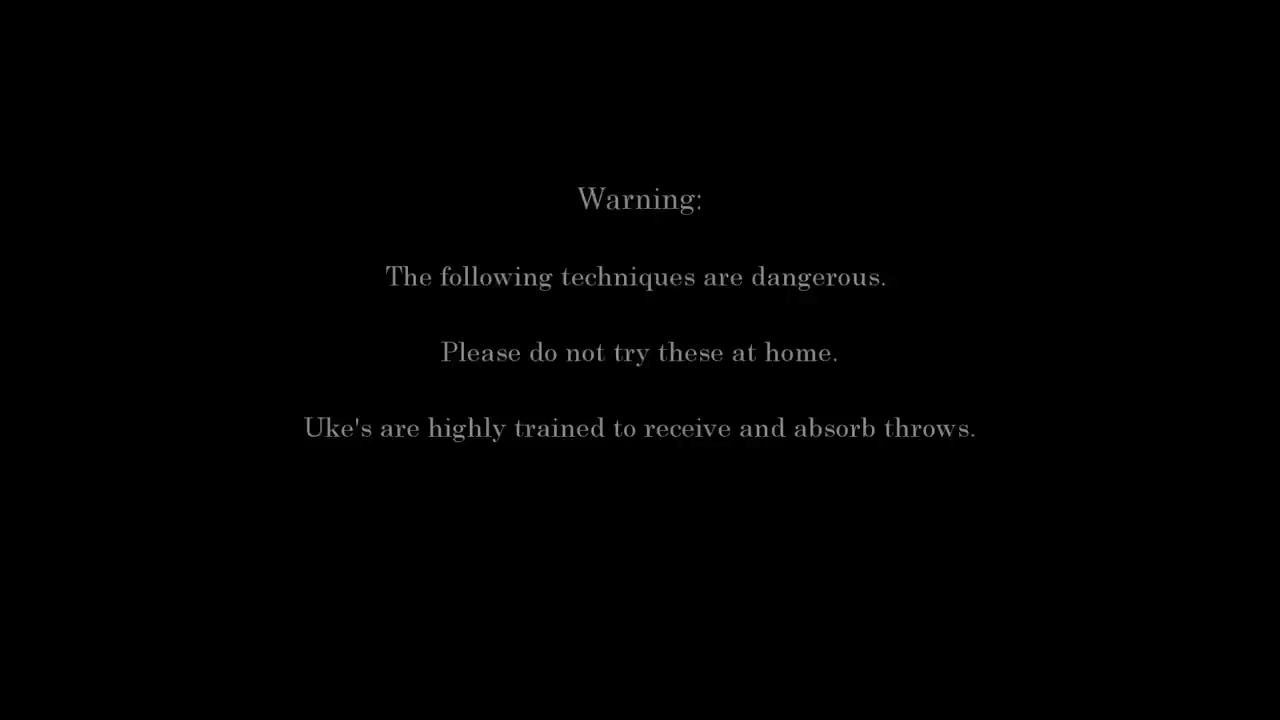 Warning:
The following techniques are dangerous.
Please do not try these at home.
Uke's are highly trained to receive and absorb throws.